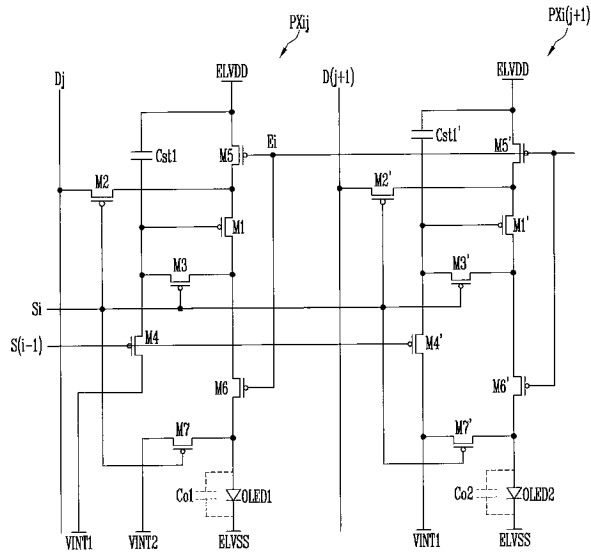 PXij
PXi(j+1)
Dj
ELVDD
D(j+1)
ELVDD
Cst1
M5
Ei
Cst1'
M5'
M2
M2'
M1
M1'
M3
M3'
Si
S(i-1)
M4
M4'
M6
M6'
M7
M7'
Co1
OLED1
Co2
OLED2
VINT1
VINT2
ELVSS
VINT1
ELVSS